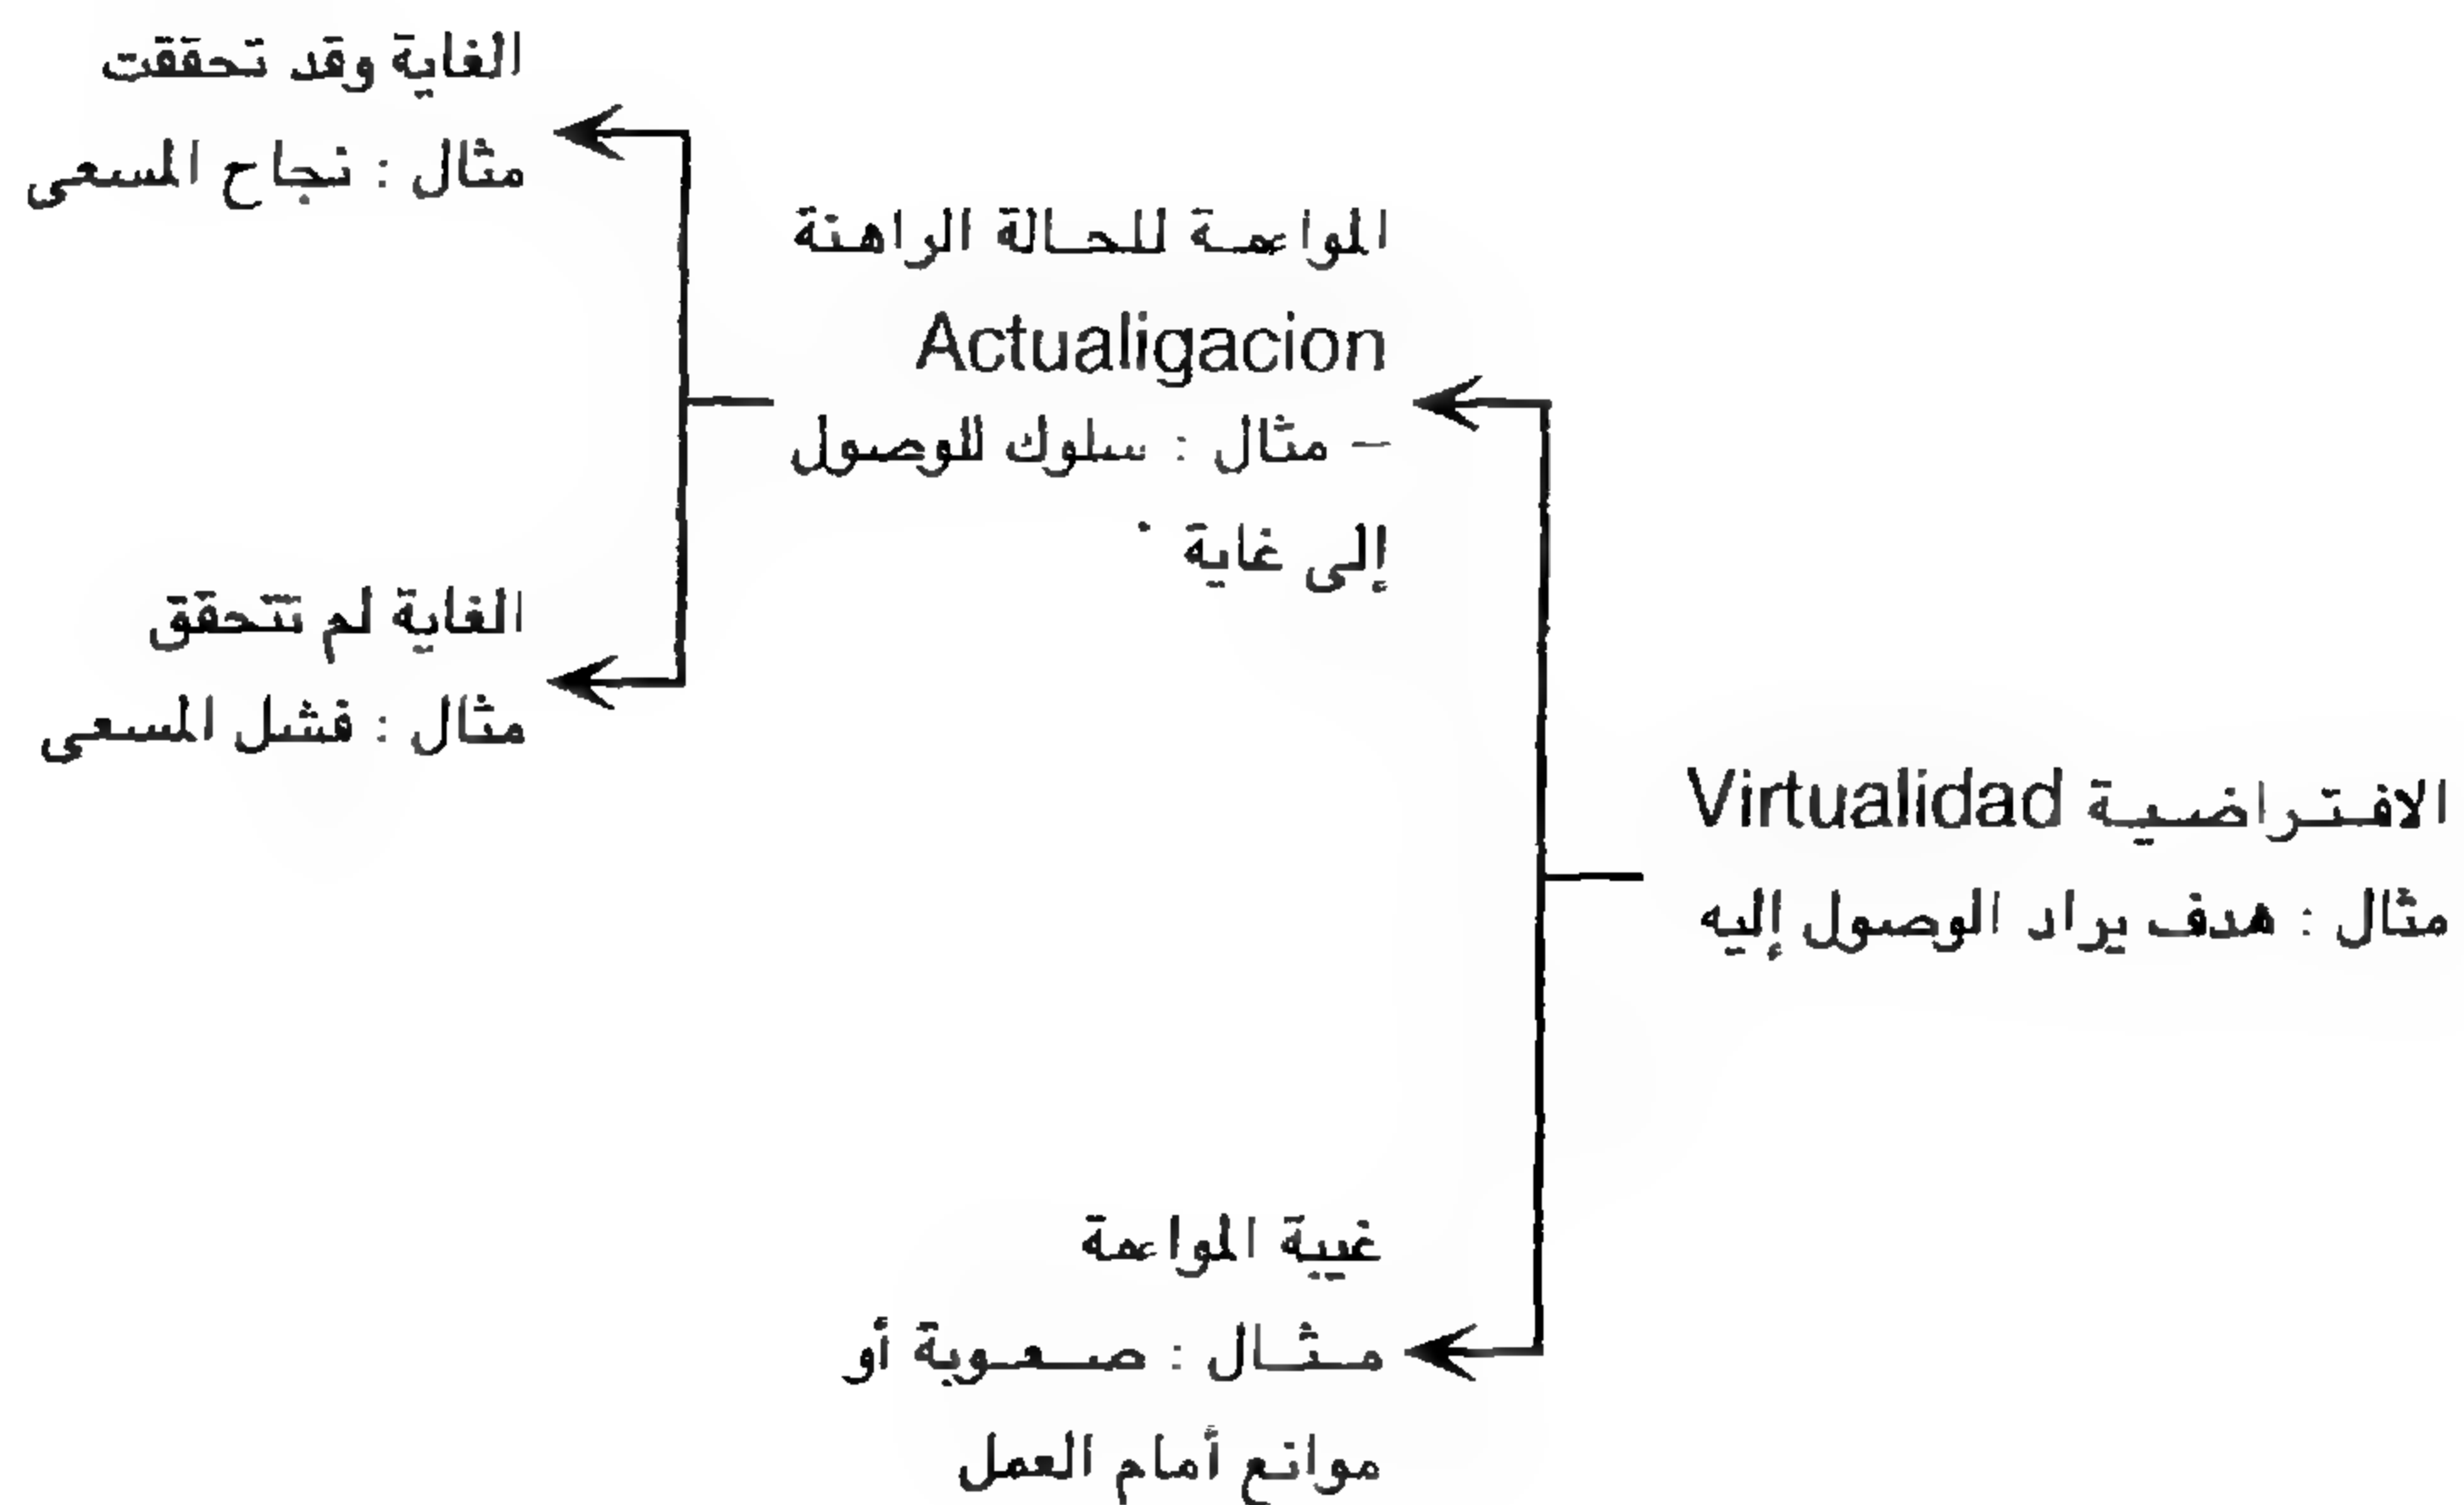 الافتراضية Virtualidad
مثال : هدف يراد الوصول إليه
المواءمة للحالة الراهنة
Actualigacion
– مثال : سلوك للوصول
إلى غاية .
غيبة المواءمة
مثال : صعوبة أو
موانع أمام العمل
الغاية وقد تحققت
مثال : نجاح المسعى
الغاية لم تتحقق
مثال : فشل المسعى